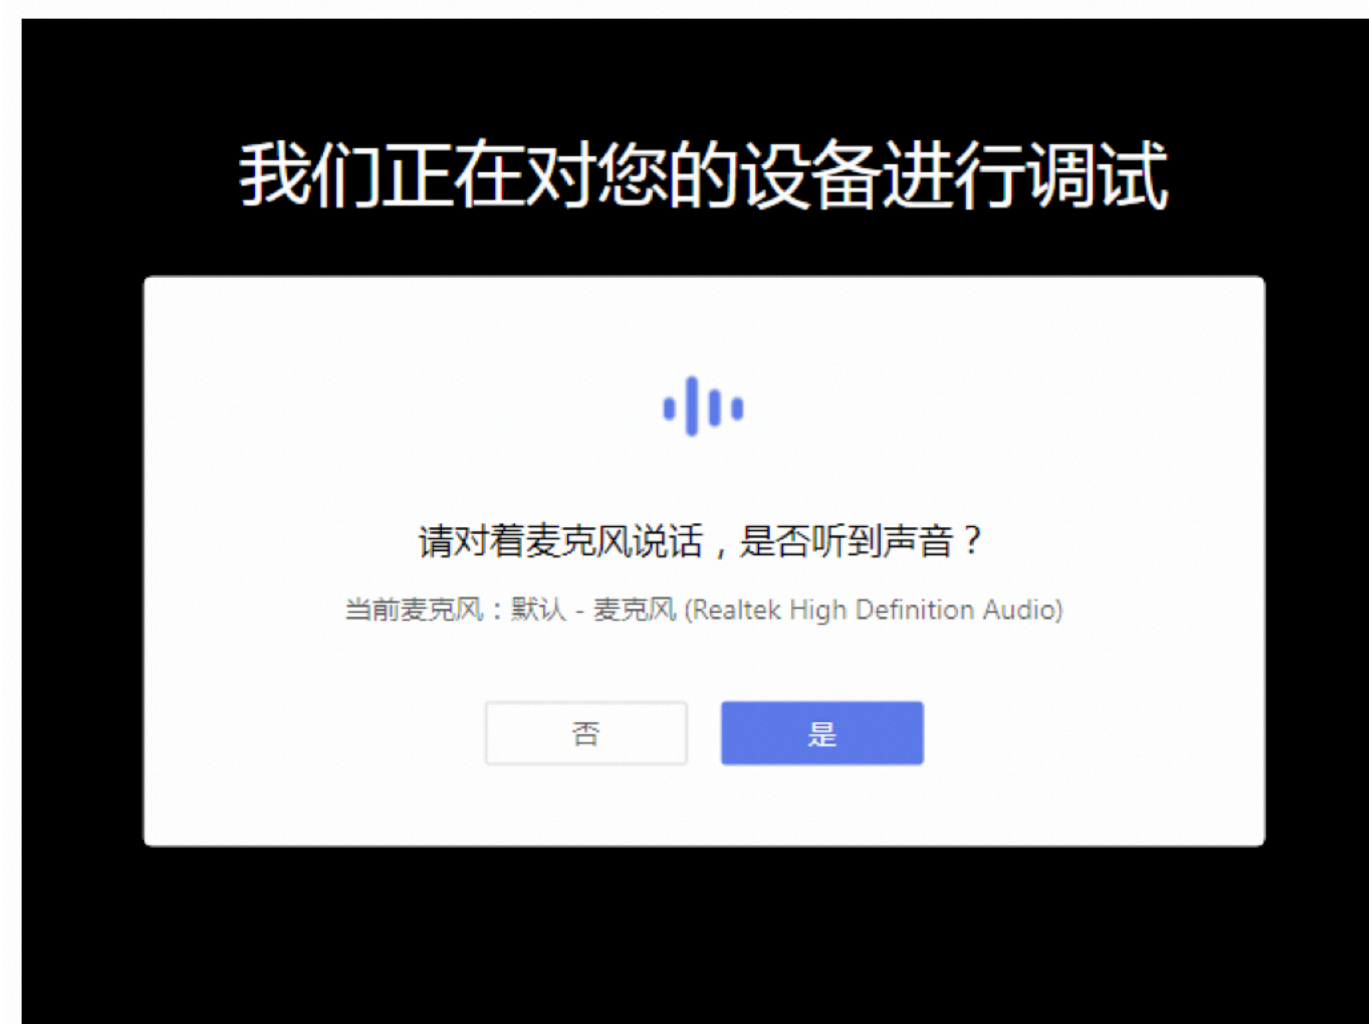 我们正在对您的设备进行调试
请对着麦克风说话，是否听到声音？
当前麦克风：默认 - 麦克风 (Realtek High Definition Audio)
否
是